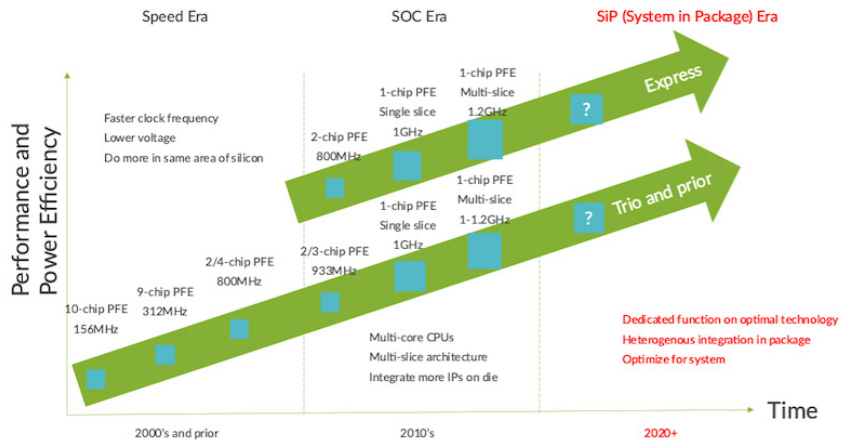 Speed Era
SOC Era
SiP (System in Package) Era
Performance and
Power Efficiency
Faster clock frequency
Lower voltage
Do more in same area of silicon
2-chip PFE
800MHz
1-chip PFE
Single slice
1GHz
1-chip PFE
Multi-slice
1.2GHz
?
Express
10-chip PFE
156MHz
9-chip PFE
312MHz
2/4-chip PFE
800MHz
2/3-chip PFE
933MHz
1-chip PFE
Single slice
1GHz
1-chip PFE
Multi-slice
1-1.2GHz
?
Trio and prior
Multi-core CPUs
Multi-slice architecture
Integrate more IPs on die
Dedicated function on optimal technology
Heterogenous integration in package
Optimize for system
Time
2000's and prior
2010's
2020+